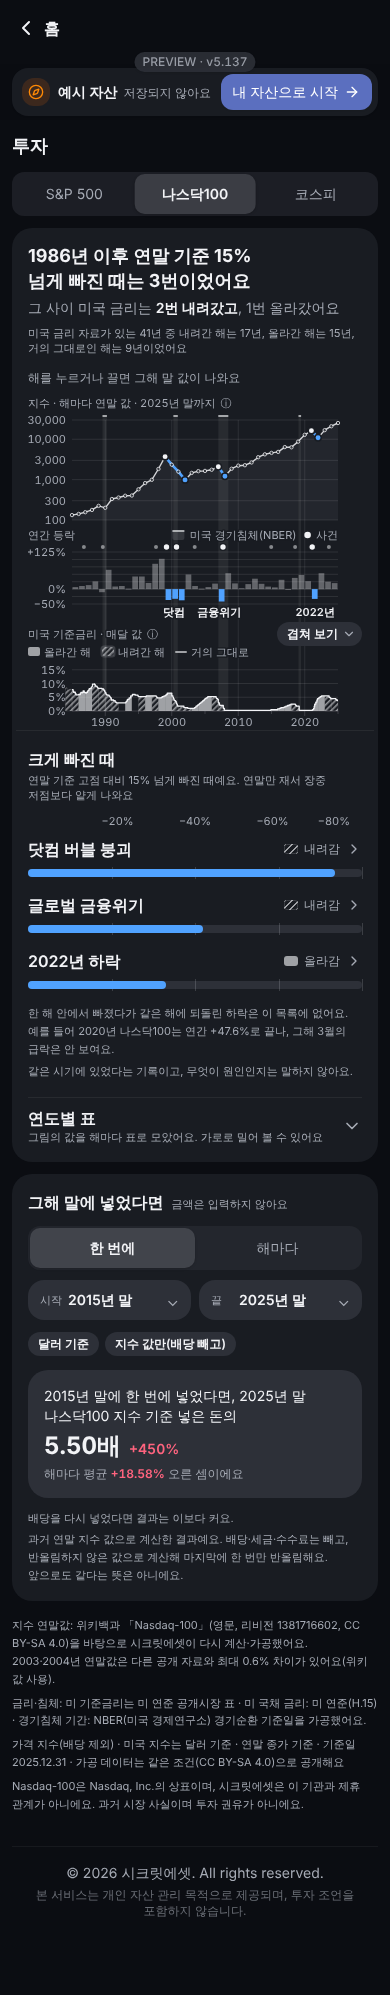 홈
PREVIEW · v5.137
예시 자산 저장되지 않아요 내 자산으로 시작 →
투자
S&P 500 나스닥100 코스피
1986년 이후 연말 기준 15%
넘게 빠진 때는 3번이었어요
그 사이 미국 금리는 2번 내려갔고, 1번 올라갔어요
미국 금리 자료가 있는 41년 중 내려간 해는 17년, 올라간 해는 15년,
거의 그대로인 해는 9년이었어요
해를 누르거나 끌면 그해 말 값이 나와요
지수 · 해마다 연말 값 · 2025년 말까지 ⓘ
30,000
10,000
3,000
1,000
300
100
연간 등락 미국 경기침체(NBER) 사건
+125%
0%
−50%
닷컴 금융위기 2022년
미국 기준금리 · 매달 값 ⓘ 겹쳐 보기
올라간 해 내려간 해 거의 그대로
15%
10%
5%
0%
1990 2000 2010 2020
크게 빠진 때
연말 기준 고점 대비 15% 넘게 빠진 때예요. 연말만 재서 장중
저점보다 얕게 나와요
−20% −40% −60% −80%
닷컴 버블 붕괴 내려감
글로벌 금융위기 내려감
2022년 하락 올라감
한 해 안에서 빠졌다가 같은 해에 되돌린 하락은 이 목록에 없어요.
예를 들어 2020년 나스닥100는 연간 +47.6%로 끝나, 그해 3월의
급락은 안 보여요.
같은 시기에 있었다는 기록이고, 무엇이 원인인지는 말하지 않아요.
연도별 표
그림의 값을 해마다 표로 모았어요. 가로로 밀어 볼 수 있어요
그해 말에 넣었다면 금액은 입력하지 않아요
한 번에 해마다
시작 2015년 말 끝 2025년 말
달러 기준 지수 값만(배당 빼고)
2015년 말에 한 번에 넣었다면, 2025년 말
나스닥100 지수 기준 넣은 돈의
5.50배 +450%
해마다 평균 +18.58% 오른 셈이에요
배당을 다시 넣었다면 결과는 이보다 커요.
과거 연말 지수 값으로 계산한 결과예요. 배당·세금·수수료는 빼고,
반올림하지 않은 값으로 계산해 마지막에 한 번만 반올림해요.
앞으로도 같다는 뜻은 아니에요.
지수 연말값: 위키백과 「Nasdaq-100」(영문, 리비전 1381716602, CC
BY-SA 4.0)을 바탕으로 시크릿에셋이 다시 계산·가공했어요.
2003·2004년 연말값은 다른 공개 자료와 최대 0.6% 차이가 있어요(위키
값 사용).
금리·침체: 미 기준금리는 미 연준 공개시장 표 · 미 국채 금리: 미 연준(H.15)
· 경기침체 기간: NBER(미국 경제연구소) 경기순환 기준일을 가공했어요.
가격 지수(배당 제외) · 미국 지수는 달러 기준 · 연말 종가 기준 · 기준일
2025.12.31 · 가공 데이터는 같은 조건(CC BY-SA 4.0)으로 공개해요
Nasdaq-100은 Nasdaq, Inc.의 상표이며, 시크릿에셋은 이 기관과 제휴
관계가 아니에요. 과거 시장 사실이며 투자 권유가 아니에요.
© 2026 시크릿에셋. All rights reserved.
본 서비스는 개인 자산 관리 목적으로 제공되며, 투자 조언을
포함하지 않습니다.